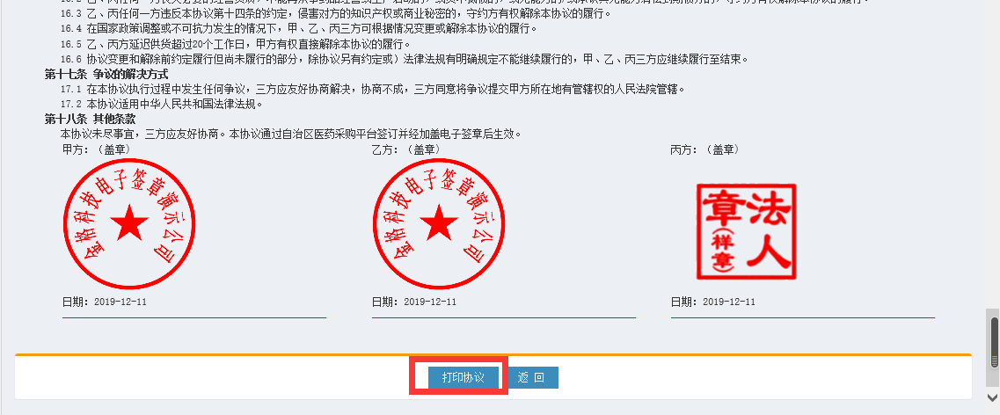 16.3 乙、丙任何一方违反本协议第十四条的约定，侵害对方的知识产权或商业秘密的，守约方有权解除本协议的履行。
16.4 在国家政策调整或不可抗力发生的情况下，甲、乙、丙三方可根据情况变更或解除本协议的履行。
16.5 乙、丙方延迟供货超过20个工作日，甲方有权直接解除本协议的履行。
16.6 协议变更和解除前约定履行但尚未履行的部分，除协议另有约定或）法律法规有明确规定不能继续履行的，甲、乙、丙三方应继续履行至结束。
第十七条 争议的解决方式
17.1 在本协议执行过程中发生任何争议，三方应友好协商解决，协商不成，三方同意将争议提交甲方所在地有管辖权的人民法院管辖。
17.2 本协议适用中华人民共和国法律法规。
第十八条 其他条款
本协议未尽事宜，三方应友好协商。本协议通过自治区医药采购平台签订并经加盖电子签章后生效。
甲方：（盖章） 乙方：（盖章） 丙方：（盖章）
金格科技电子签章演示公司
金格科技电子签章演示公司
法人
章(样章)
日期：2019-12-11 日期：2019-12-11 日期：2019-12-11
打印协议 返 回